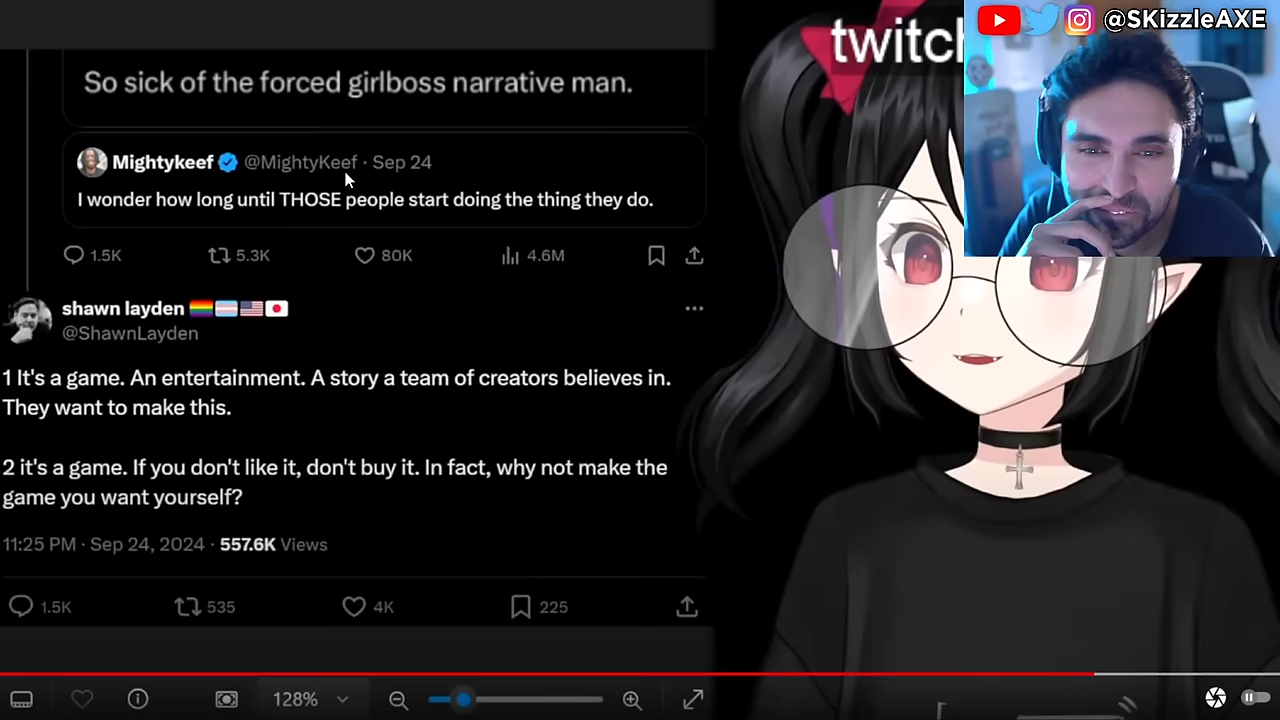 twitch
@SKizzleAXE
So sick of the forced girlboss narrative man.
Mightykeef @MightyKeef · Sep 24
I wonder how long until THOSE people start doing the thing they do.
1.5K 5.3K 80K 4.6M
shawn layden
@ShawnLayden
1 It's a game. An entertainment. A story a team of creators believes in.
They want to make this.
2 it's a game. If you don't like it, don't buy it. In fact, why not make the
game you want yourself?
11:25 PM · Sep 24, 2024 · 557.6K Views
1.5K 535 4K 225
128%